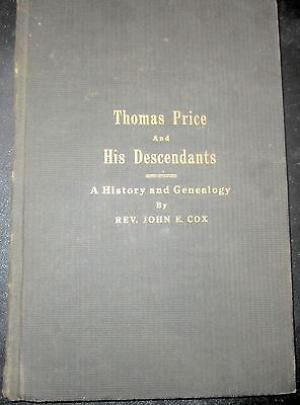 Thomas Price
And
His Descendants
A History and Genealogy
By
REV. JOHN E. COX